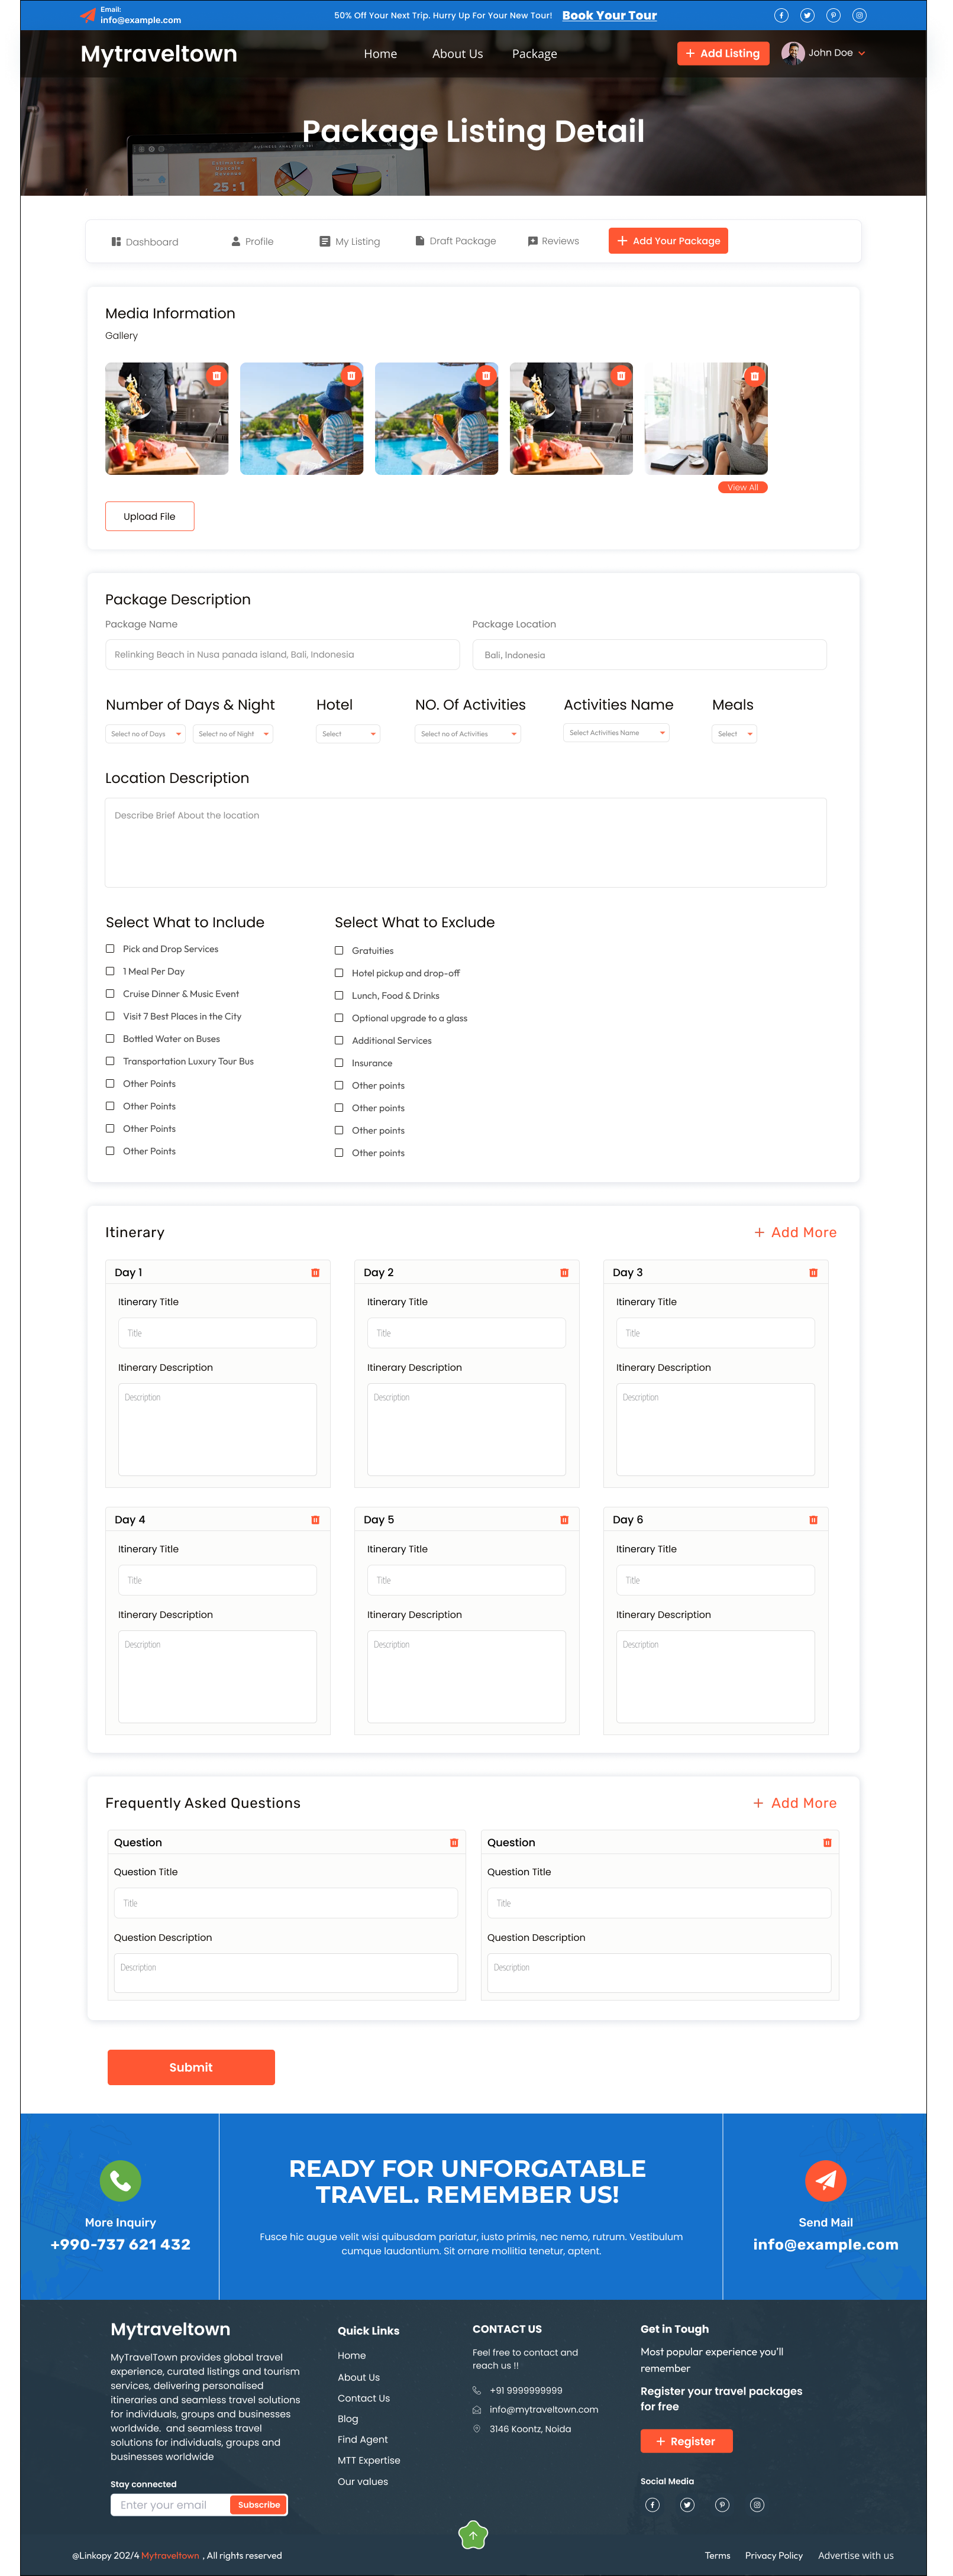 Email:
info@example.com
50% Off Your Next Trip. Hurry Up For Your New Tour! Book Your Tour
Mytraveltown Home About Us Package + Add Listing John Doe
BUSINESS ANALYTICS
25:1
Package Listing Detail
Dashboard Profile My Listing Draft Package Reviews + Add Your Package
Media Information
Gallery
View All
Upload File
Package Description
Package Name Package Location
Relinking Beach in Nusa panada island, Bali, Indonesia Bali, Indonesia
Number of Days & Night Hotel NO. Of Activities Activities Name Meals
Select no of Days Select no of Night Select Select no of Activities Select Activities Name Select
Location Description
Describe Brief About the location
Select What to Include
Pick and Drop Services
1 Meal Per Day
Cruise Dinner & Music Event
Visit 7 Best Places in the City
Bottled Water on Buses
Transportation Luxury Tour Bus
Other Points
Other Points
Other Points
Other Points
Select What to Exclude
Gratuities
Hotel pickup and drop-off
Lunch, Food & Drinks
Optional upgrade to a glass
Additional Services
Insurance
Other points
Other points
Other points
Other points
Itinerary + Add More
Day 1 Day 2 Day 3
Itinerary Title Itinerary Title Itinerary Title
Title Title Title
Itinerary Description Itinerary Description Itinerary Description
Description Description Description
Day 4 Day 5 Day 6
Itinerary Title Itinerary Title Itinerary Title
Title Title Title
Itinerary Description Itinerary Description Itinerary Description
Description Description Description
Frequently Asked Questions + Add More
Question Question
Question Title Question Title
Title Title
Question Description Question Description
Description Description
Submit
More Inquiry
+990-737 621 432
READY FOR UNFORGATABLE
TRAVEL. REMEMBER US!
Fusce hic augue velit wisi quibusdam pariatur, iusto primis, nec nemo, rutrum. Vestibulum
cumque laudantium. Sit ornare mollitia tenetur, aptent.
Send Mail
info@example.com
Mytraveltown
MyTravelTown provides global travel
experience, curated listings and tourism
services, delivering personalised
itineraries and seamless travel solutions
for individuals, groups and businesses
worldwide. and seamless travel
solutions for individuals, groups and
businesses worldwide
Stay connected
Enter your email Subscribe
Quick Links
Home
About Us
Contact Us
Blog
Find Agent
MTT Expertise
Our values
CONTACT US
Feel free to contact and
reach us !!
+91 9999999999
info@mytraveltown.com
3146 Koontz, Noida
Get in Tough
Most popular experience you'll
remember
Register your travel packages
for free
+ Register
Social Media
@Linkopy 202/4 Mytraveltown , All rights reserved
Terms Privacy Policy Advertise with us